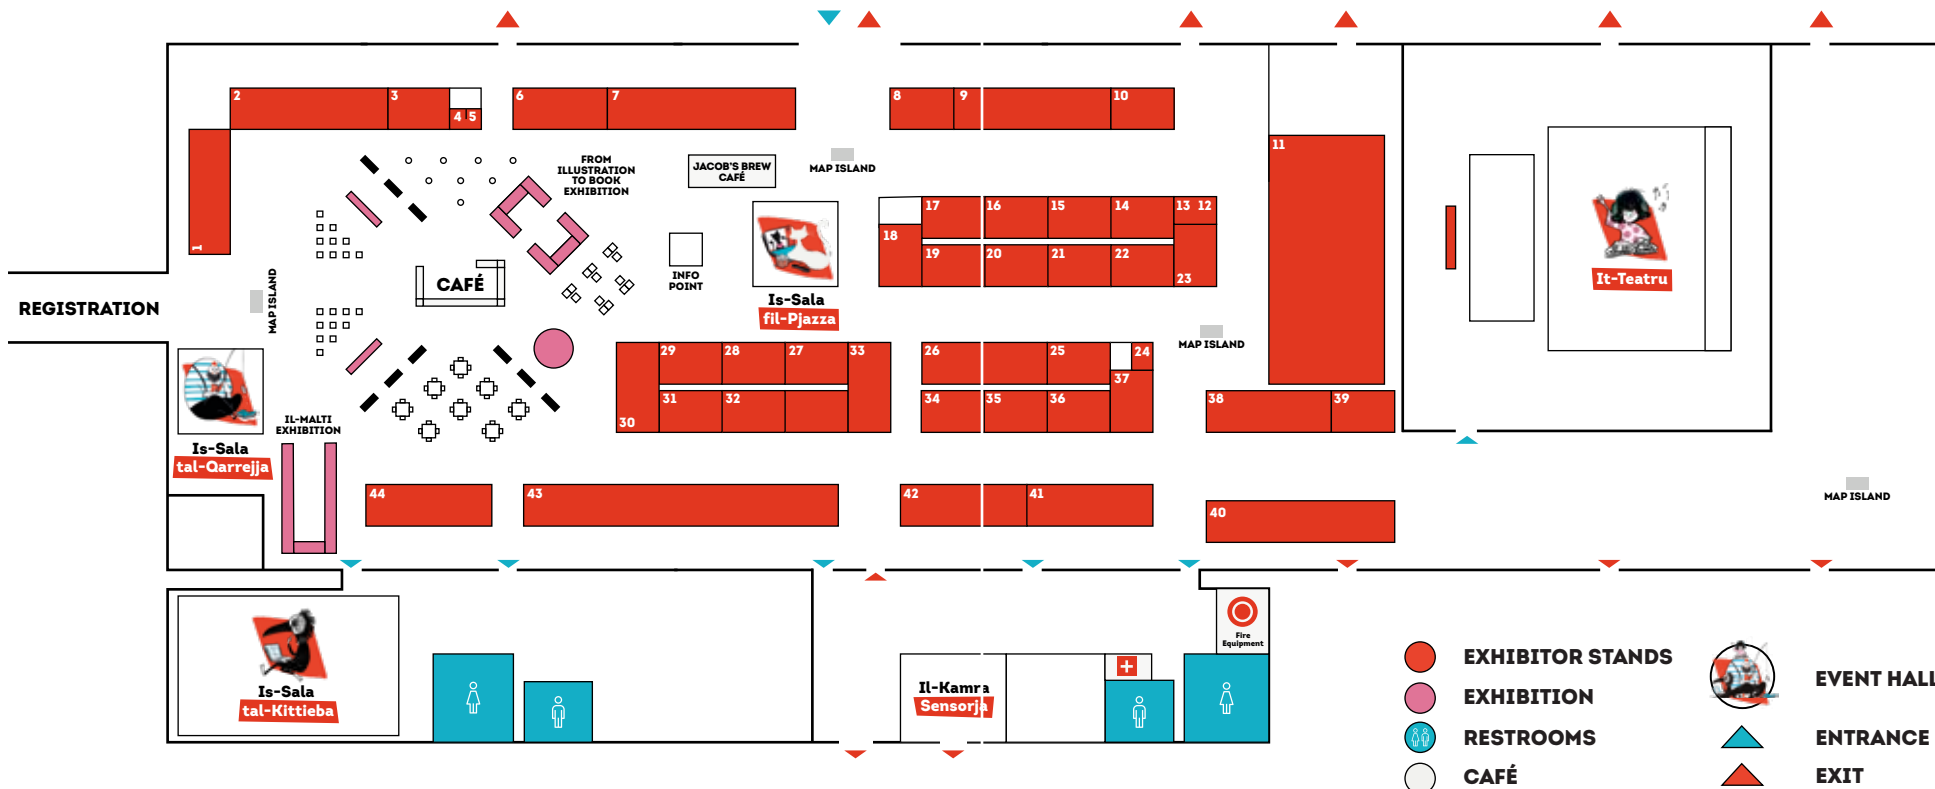 2
3
4 5
6
7
8
9
10
11
1
FROM
ILLUSTRATION
TO BOOK
EXHIBITION
JACOB'S BREW
CAFÉ
MAP ISLAND
17
16
15
14
13 12
18
19
20
21
22
23
It-Teatru
REGISTRATION
MAP ISLAND
CAFÉ
INFO
POINT
Is-Sala
fil-Pjazza
MAP ISLAND
29
28
27
33
26
25
24
37
30
31
32
34
35
36
38
39
IL-MALTI
EXHIBITION
Is-Sala
tal-Qarrejja
44
43
42
41
40
MAP ISLAND
Is-Sala
tal-Kittieba
Il-Kamra
Sensorja
Fire
Equipment
EXHIBITOR STANDS
EXHIBITION
RESTROOMS
CAFÉ
EVENT HALL
ENTRANCE
EXIT